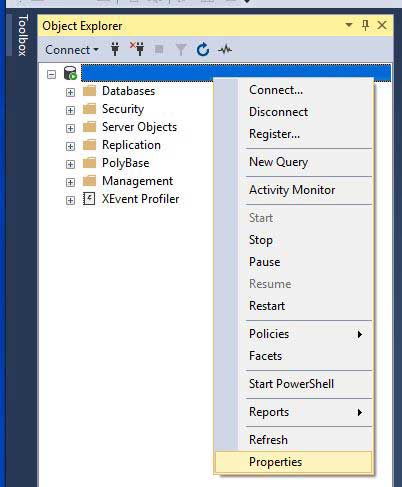 Toolbox
Object Explorer
Connect
Databases
Security
Server Objects
Replication
PolyBase
Management
XEvent Profiler
Connect...
Disconnect
Register...
New Query
Activity Monitor
Start
Stop
Pause
Resume
Restart
Policies
Facets
Start PowerShell
Reports
Refresh
Properties